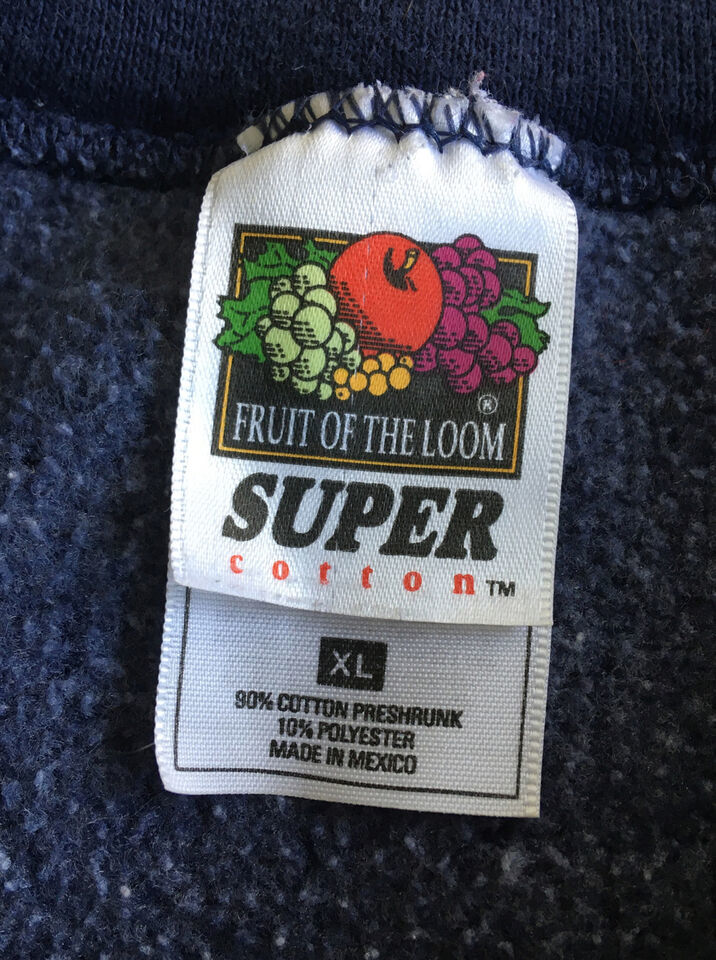 ®
FRUIT OF THE LOOM
SUPER
cotton™
XL
90% COTTON PRESHRUNK
10% POLYESTER
MADE IN MEXICO